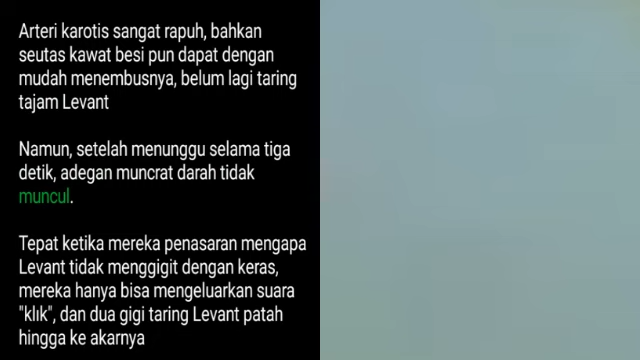 Arteri karotis sangat rapuh, bahkan
seutas kawat besi pun dapat dengan
mudah menembusnya, belum lagi taring
tajam Levant
Namun, setelah menunggu selama tiga
detik, adegan muncrat darah tidak
muncul.
Tepat ketika mereka penasaran mengapa
Levant tidak menggigit dengan keras,
mereka hanya bisa mengeluarkan suara
"klık", dan dua gigi taring Levant patah
hingga ke akarnya